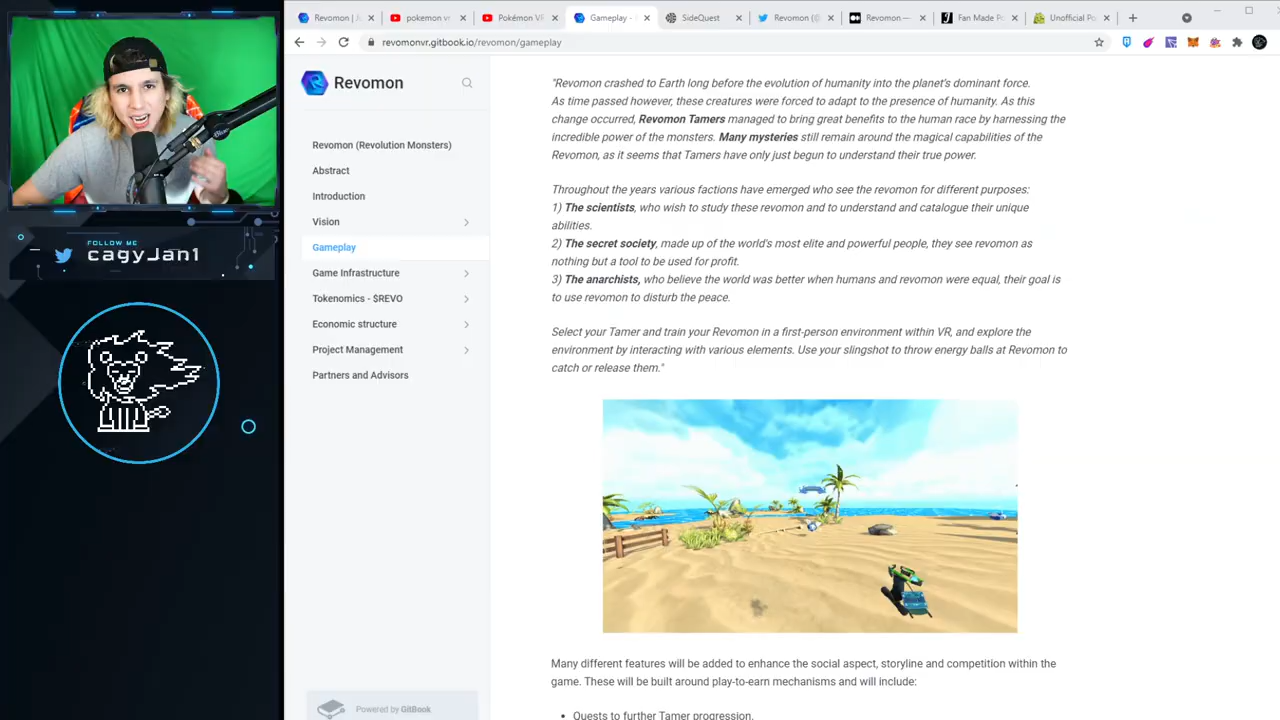 Revomon | J
pokemon vr
Pokémon VR
Gameplay -
SideQuest
Revomon (@
Revomon —
Fan Made Po
Unofficial Po
revomonvr.gitbook.io/revomon/gameplay
FOLLOW ME
cagyJan1
Revomon
Revomon (Revolution Monsters)
Abstract
Introduction
Vision
Gameplay
Game Infrastructure
Tokenomics - $REVO
Economic structure
Project Management
Partners and Advisors
Powered by GitBook
"Revomon crashed to Earth long before the evolution of humanity into the planet's dominant force.
As time passed however, these creatures were forced to adapt to the presence of humanity. As this
change occurred, Revomon Tamers managed to bring great benefits to the human race by harnessing the
incredible power of the monsters. Many mysteries still remain around the magical capabilities of the
Revomon, as it seems that Tamers have only just begun to understand their true power.
Throughout the years various factions have emerged who see the revomon for different purposes:
1) The scientists, who wish to study these revomon and to understand and catalogue their unique
abilities.
2) The secret society, made up of the world's most elite and powerful people, they see revomon as
nothing but a tool to be used for profit.
3) The anarchists, who believe the world was better when humans and revomon were equal, their goal is
to use revomon to disturb the peace.
Select your Tamer and train your Revomon in a first-person environment within VR, and explore the
environment by interacting with various elements. Use your slingshot to throw energy balls at Revomon to
catch or release them."
Many different features will be added to enhance the social aspect, storyline and competition within the
game. These will be built around play-to-earn mechanisms and will include:
• Quests to further Tamer progression.